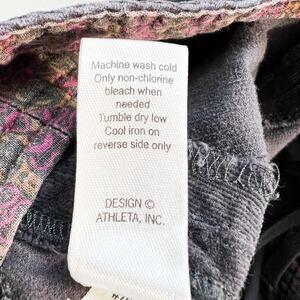 Machine wash cold
Only non-chlorine
bleach when
needed
Tumble dry low
Cool iron on
reverse side only
DESIGN ©
ATHLETA, INC.